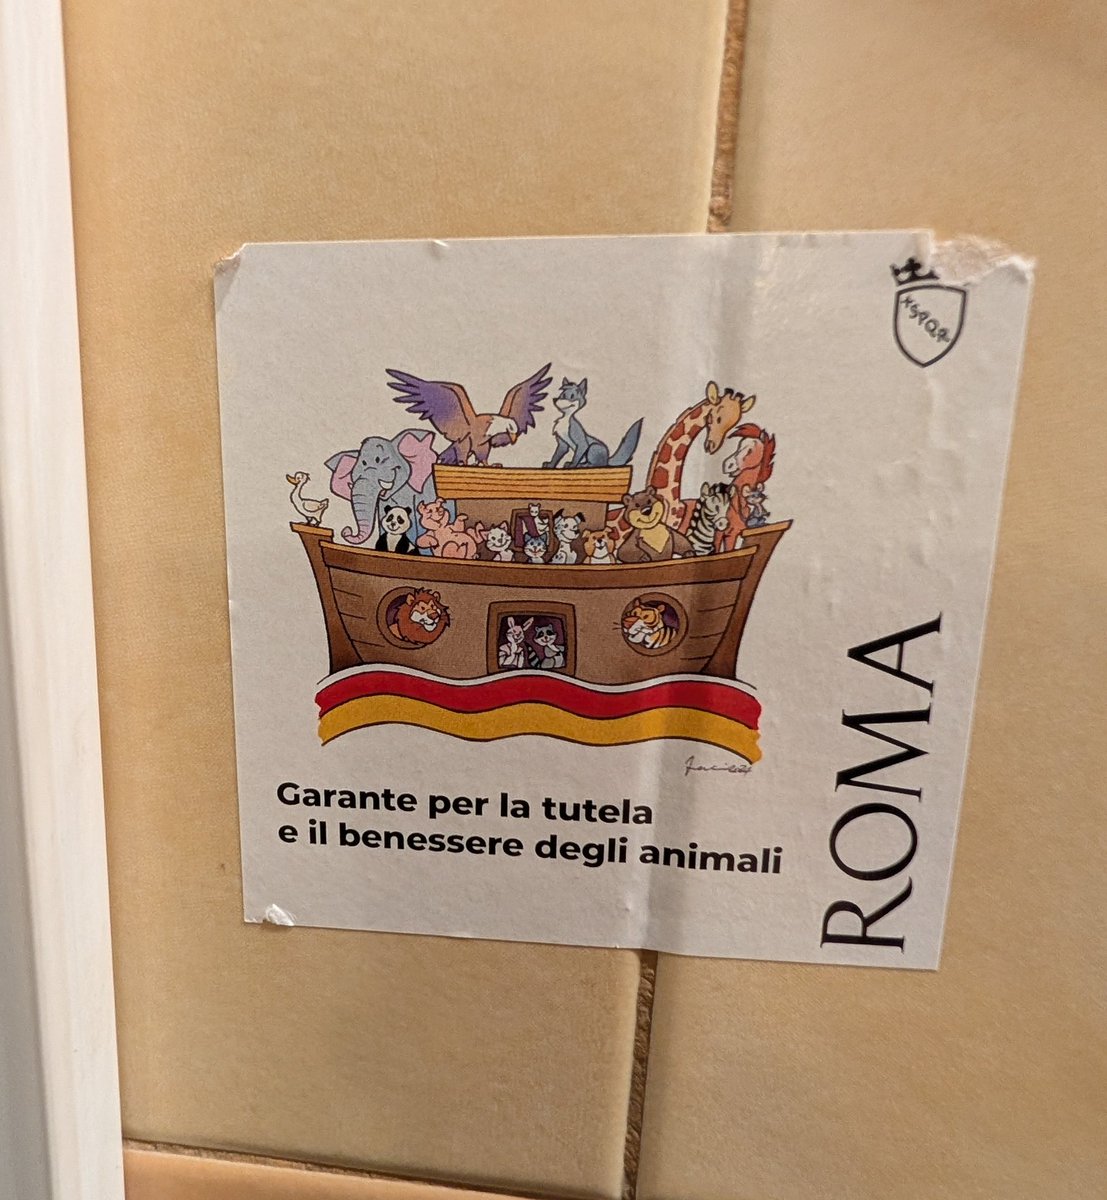 SPQR
Garante per la tutela
e il benessere degli animali
ROMA